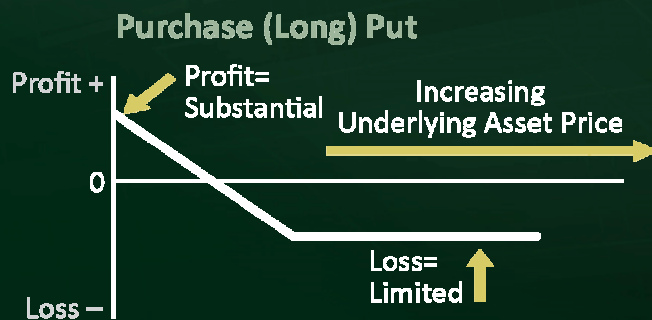 Purchase (Long) Put
Profit +
Profit=
Substantial
Increasing
Underlying Asset Price
0
Loss=
Limited
Loss –